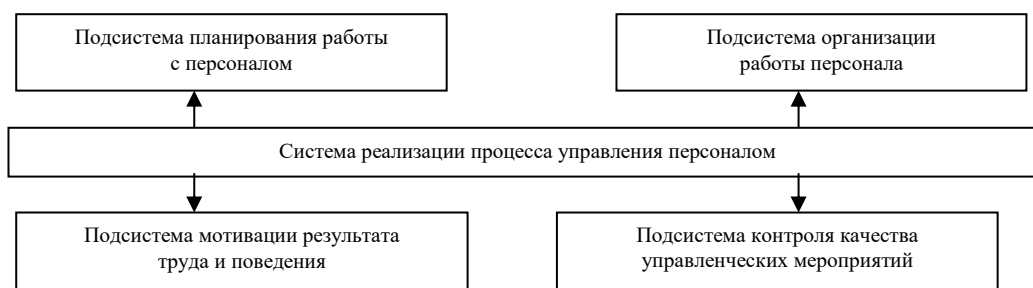 Подсистема планирования работы
с персоналом
Подсистема организации
работы персонала
Система реализации процесса управления персоналом
Подсистема мотивации результата
труда и поведения
Подсистема контроля качества
управленческих мероприятий